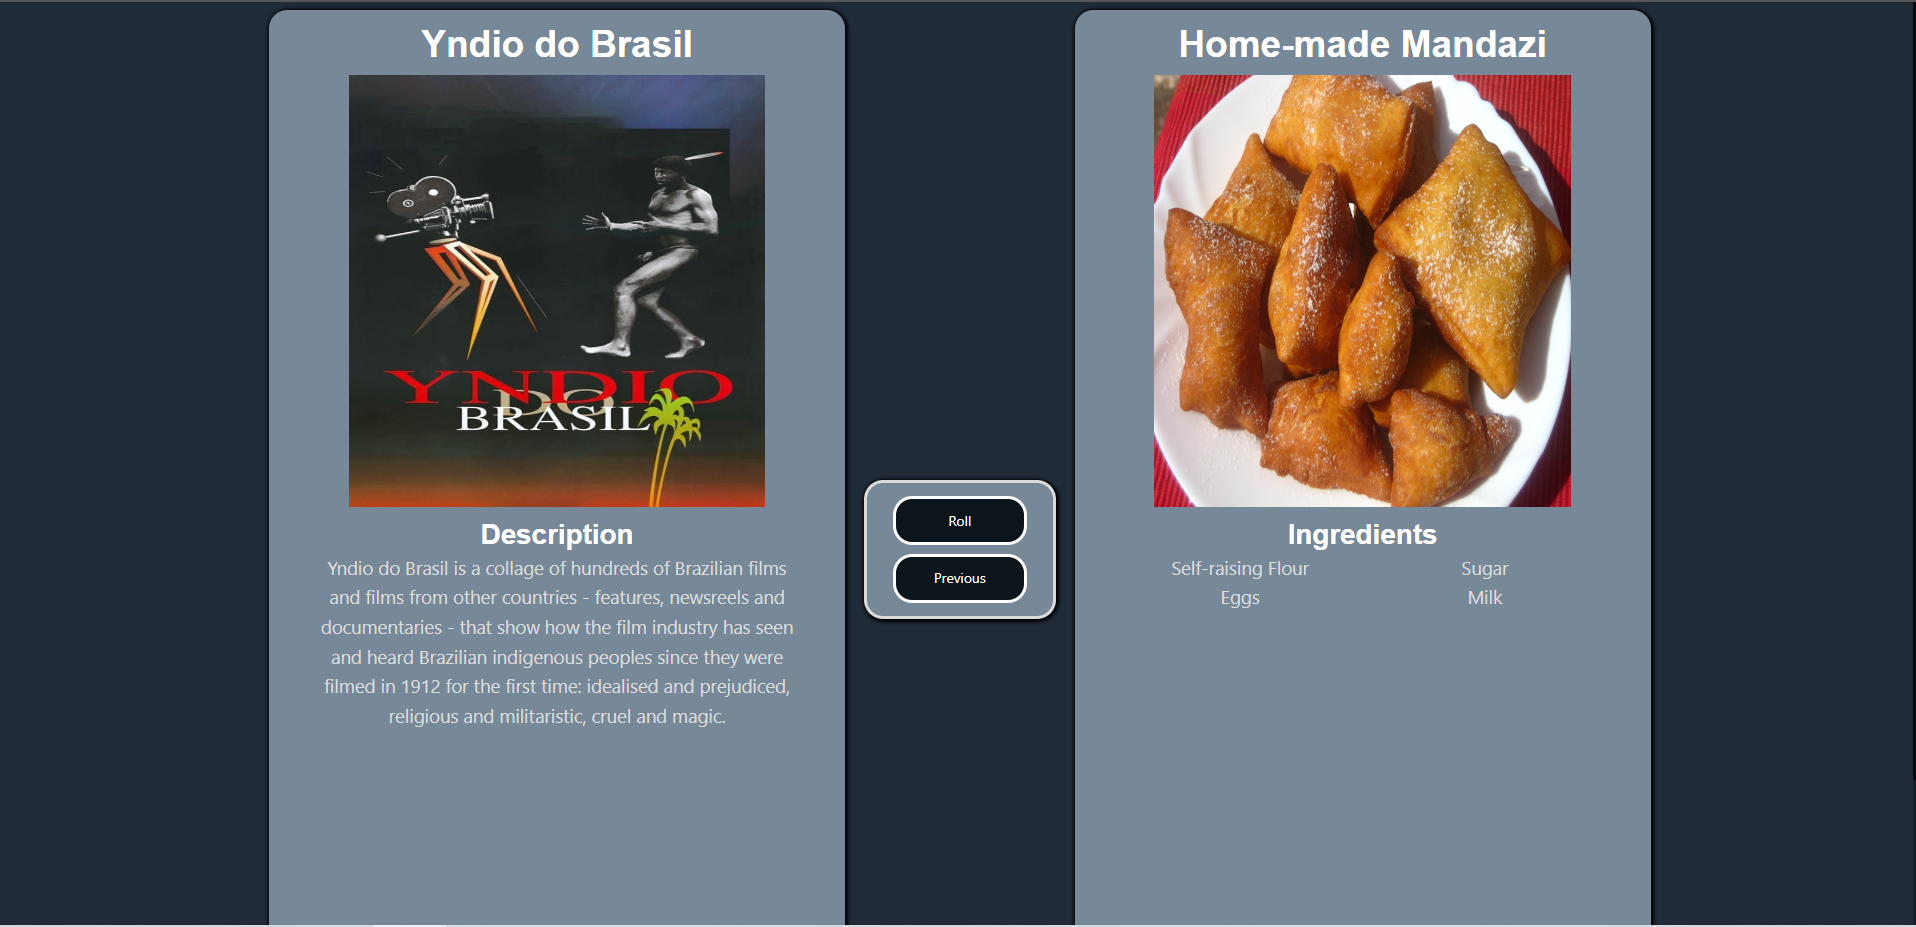 Yndio do Brasil
YNDIO
DO
BRASIL
Description
Yndio do Brasil is a collage of hundreds of Brazilian films
and films from other countries - features, newsreels and
documentaries - that show how the film industry has seen
and heard Brazilian indigenous peoples since they were
filmed in 1912 for the first time: idealised and prejudiced,
religious and militaristic, cruel and magic.
Roll
Previous
Home-made Mandazi
Ingredients
Self-raising Flour Sugar
Eggs Milk